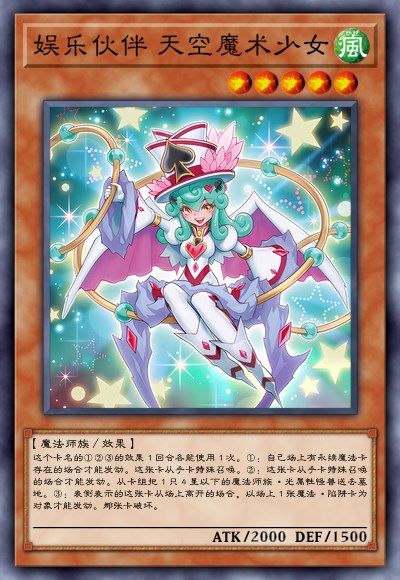 娱乐伙伴 天空魔术少女
風
【魔法师族／效果】
这个卡名的①②③的效果1回合各能使用1次。①：自己场上有永续魔法卡
存在的场合才能发动。这张卡从手卡特殊召唤。②：这张卡从手卡特殊召唤
的场合才能发动。从卡组把1只4星以下的魔法师族·光属性怪兽送去墓
地。③：表侧表示的这张卡从场上离开的场合，以场上1张魔法·陷阱卡为
对象才能发动。那张卡破坏。
ATK/2000 DEF/1500